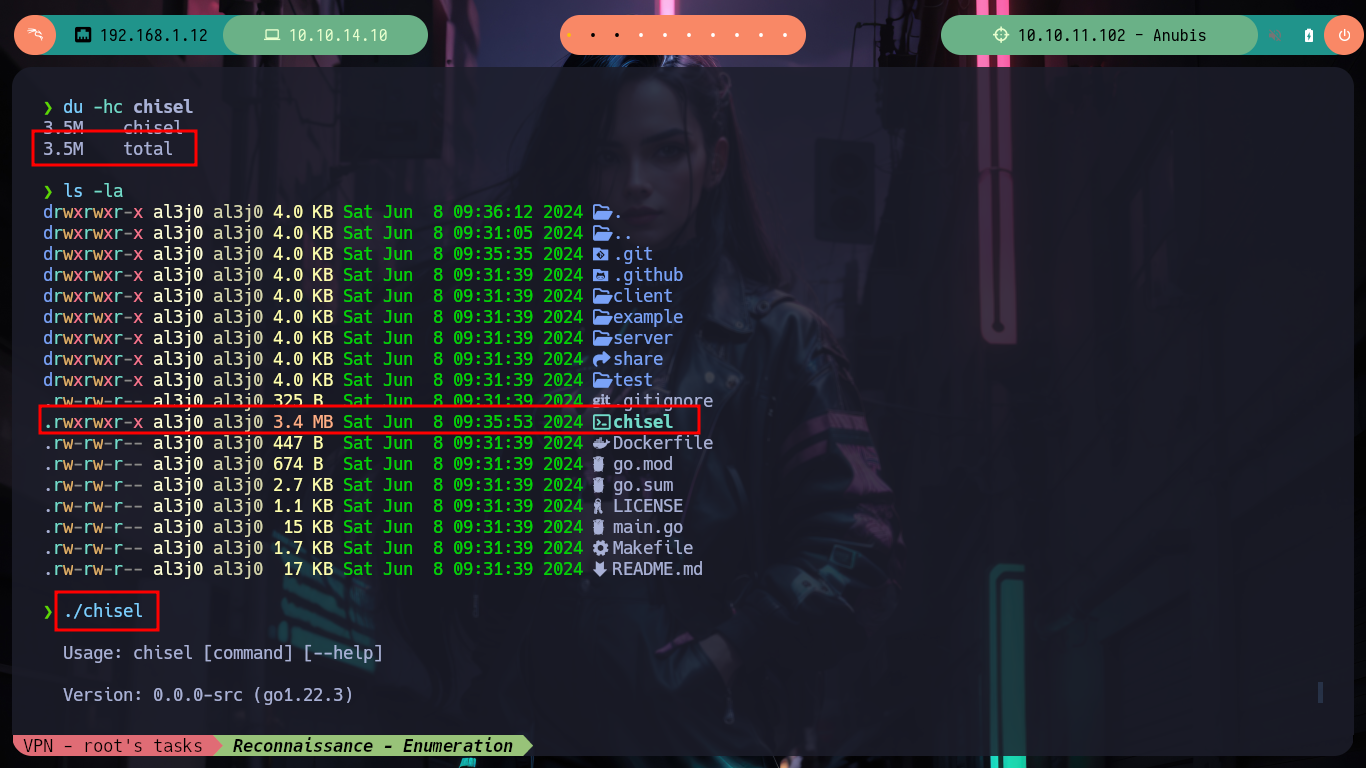 192.168.1.12
10.10.14.10
10.10.11.102 - Anubis
❯ du -hc chisel
3.5M    chisel
3.5M    total
❯ ls -la
drwxrwxr-x al3j0 al3j0 4.0 KB Sat Jun  8 09:36:12 2024 .
drwxrwxr-x al3j0 al3j0 4.0 KB Sat Jun  8 09:31:05 2024 ..
drwxrwxr-x al3j0 al3j0 4.0 KB Sat Jun  8 09:35:35 2024 .git
drwxrwxr-x al3j0 al3j0 4.0 KB Sat Jun  8 09:31:39 2024 .github
drwxrwxr-x al3j0 al3j0 4.0 KB Sat Jun  8 09:31:39 2024 client
drwxrwxr-x al3j0 al3j0 4.0 KB Sat Jun  8 09:31:39 2024 example
drwxrwxr-x al3j0 al3j0 4.0 KB Sat Jun  8 09:31:39 2024 server
drwxrwxr-x al3j0 al3j0 4.0 KB Sat Jun  8 09:31:39 2024 share
drwxrwxr-x al3j0 al3j0 4.0 KB Sat Jun  8 09:31:39 2024 test
.rw-rw-r-- al3j0 al3j0 325 B  Sat Jun  8 09:31:39 2024 git .gitignore
.rwxrwxr-x al3j0 al3j0 3.4 MB Sat Jun  8 09:35:53 2024 chisel
.rw-rw-r-- al3j0 al3j0 447 B  Sat Jun  8 09:31:39 2024 Dockerfile
.rw-rw-r-- al3j0 al3j0 674 B  Sat Jun  8 09:31:39 2024 go.mod
.rw-rw-r-- al3j0 al3j0 2.7 KB Sat Jun  8 09:31:39 2024 go.sum
.rw-rw-r-- al3j0 al3j0 1.1 KB Sat Jun  8 09:31:39 2024 LICENSE
.rw-rw-r-- al3j0 al3j0  15 KB Sat Jun  8 09:31:39 2024 main.go
.rw-rw-r-- al3j0 al3j0 1.7 KB Sat Jun  8 09:31:39 2024 Makefile
.rw-rw-r-- al3j0 al3j0  17 KB Sat Jun  8 09:31:39 2024 README.md
❯ ./chisel
Usage: chisel [command] [--help]
Version: 0.0.0-src (go1.22.3)
VPN - root's tasks
Reconnaissance - Enumeration